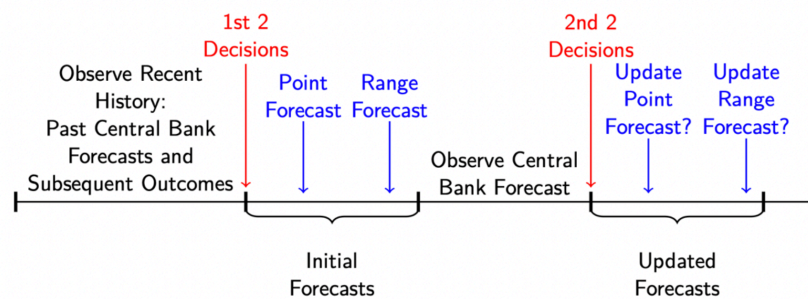 1st 2
Decisions
2nd 2
Decisions
Observe Recent
History:
Past Central Bank
Forecasts and
Subsequent Outcomes
Point
Forecast
Range
Forecast
Observe Central
Bank Forecast
Update
Point
Forecast?
Update
Range
Forecast?
Initial
Forecasts
Updated
Forecasts